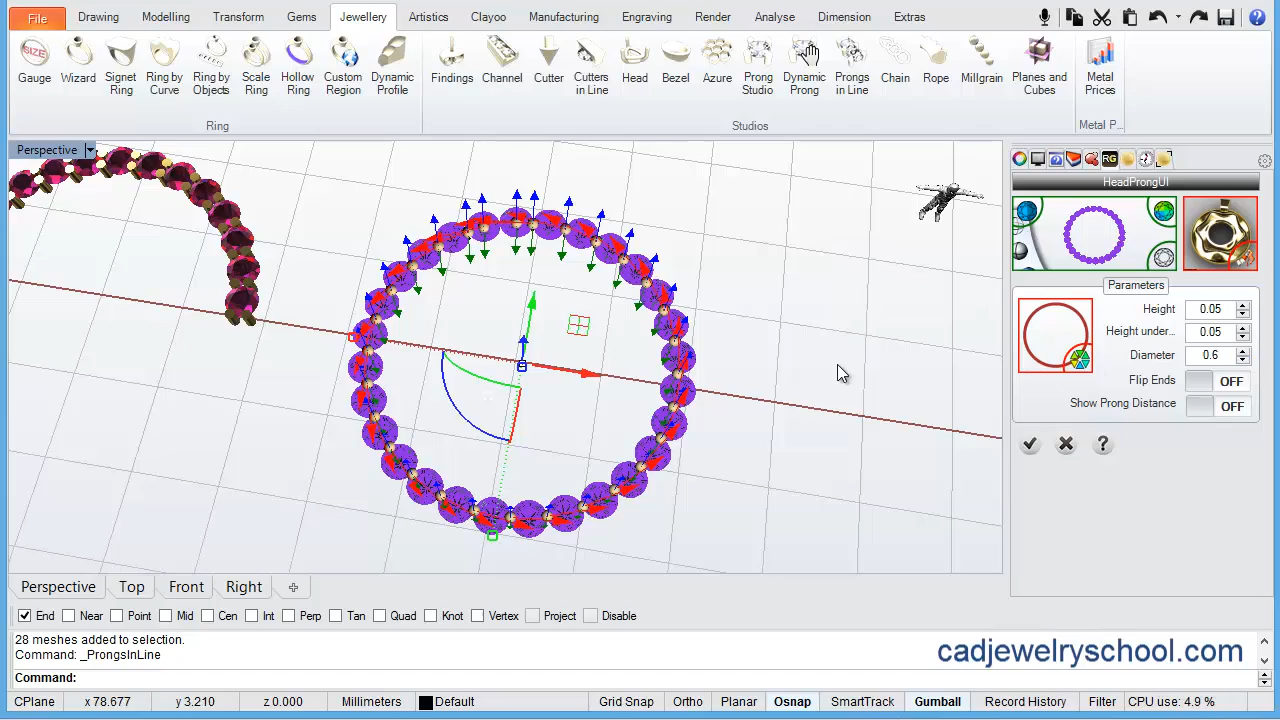 File Drawing Modelling Transform Gems Jewellery Artistics Clayoo Manufacturing Engraving Render Analyse Dimension Extras
SIZE
Gauge Wizard Signet Ring Ring by Curve Ring by Objects Scale Ring Hollow Ring Custom Region Dynamic Profile Findings Channel Cutter Cutters in Line Head Bezel Azure Prong Studio Dynamic Prong Prongs in Line Chain Rope Millgrain Planes and Cubes Metal Prices
Ring Studios Metal P...
Perspective
RG
HeadProngUI
Parameters
Height 0.05
Height under... 0.05
Diameter 0.6
Flip Ends OFF
Show Prong Distance OFF
Perspective Top Front Right
End Near Point Mid Cen Int Perp Tan Quad Knot Vertex Project Disable
28 meshes added to selection.
Command: _ProngsInLine
cadjewelryschool.com
Command:
CPlane x 78.677 y 3.210 z 0.000 Millimeters Default Grid Snap Ortho Planar Osnap SmartTrack Gumball Record History Filter CPU use: 4.9 %